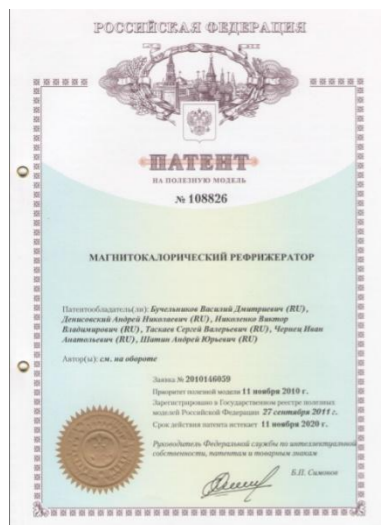 РОССИЙСКАЯ ФЕДЕРАЦИЯ
ПАТЕНТ
НА ПОЛЕЗНУЮ МОДЕЛЬ
№ 108826
МАГНИТОКАЛОРИЧЕСКИЙ РЕФРИЖЕРАТОР
Патентообладатель(ли): Бучельников Василий Дмитриевич (RU),
Денисовский Андрей Николаевич (RU), Николенко Виктор
Владимирович (RU), Таскаев Сергей Валерьевич (RU), Чернец Иван
Анатольевич (RU), Шатин Андрей Юрьевич (RU)
Автор(ы): см. на обороте
Заявка № 2010146059
Приоритет полезной модели 11 ноября 2010 г.
Зарегистрировано в Государственном реестре полезных
моделей Российской Федерации 27 сентября 2011 г.
Срок действия патента истекает 11 ноября 2020 г.
Руководитель Федеральной службы по интеллектуальной
собственности, патентам и товарным знакам
Б.П. Симонов